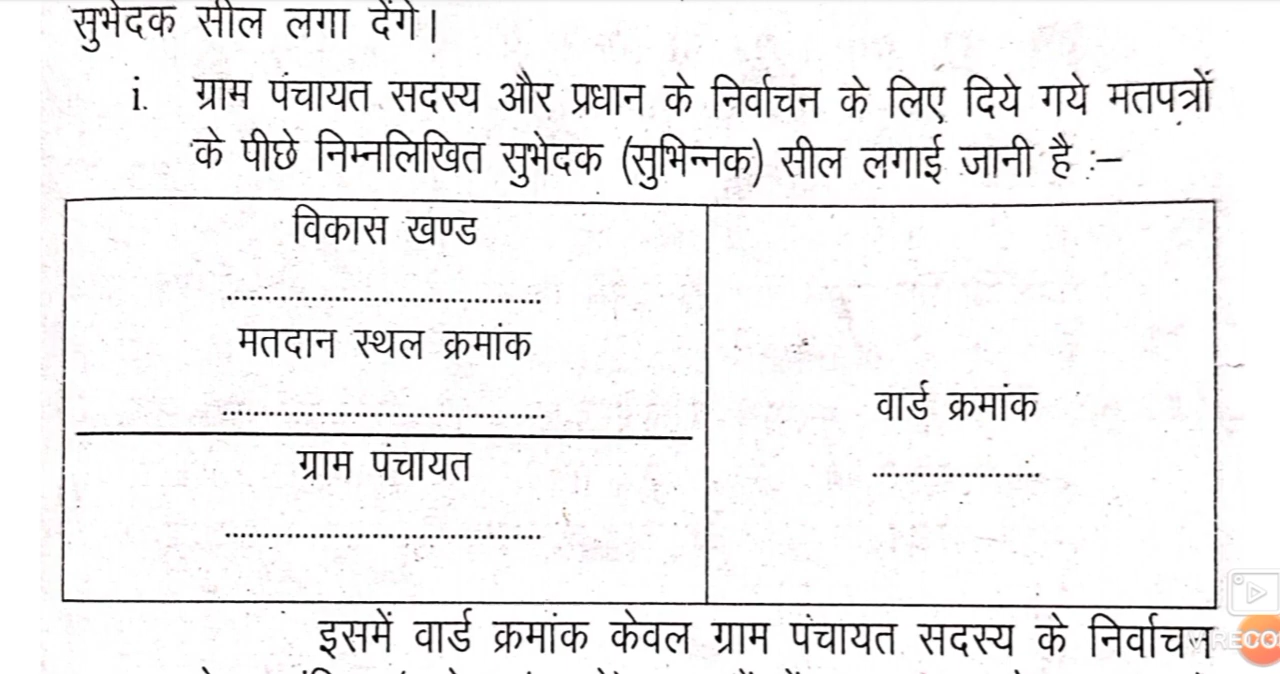 सुभेदक सील लगा देंगे।
i. ग्राम पंचायत सदस्य और प्रधान के निर्वाचन के लिए दिये गये मतपत्रों
के पीछे निम्नलिखित सुभेदक (सुभिन्नक) सील लगाई जानी है :–
विकास खण्ड
.......................................
मतदान स्थल क्रमांक
.......................................
ग्राम पंचायत
.......................................
वार्ड क्रमांक
.....................
इसमें वार्ड क्रमांक केवल ग्राम पंचायत सदस्य के निर्वाचन